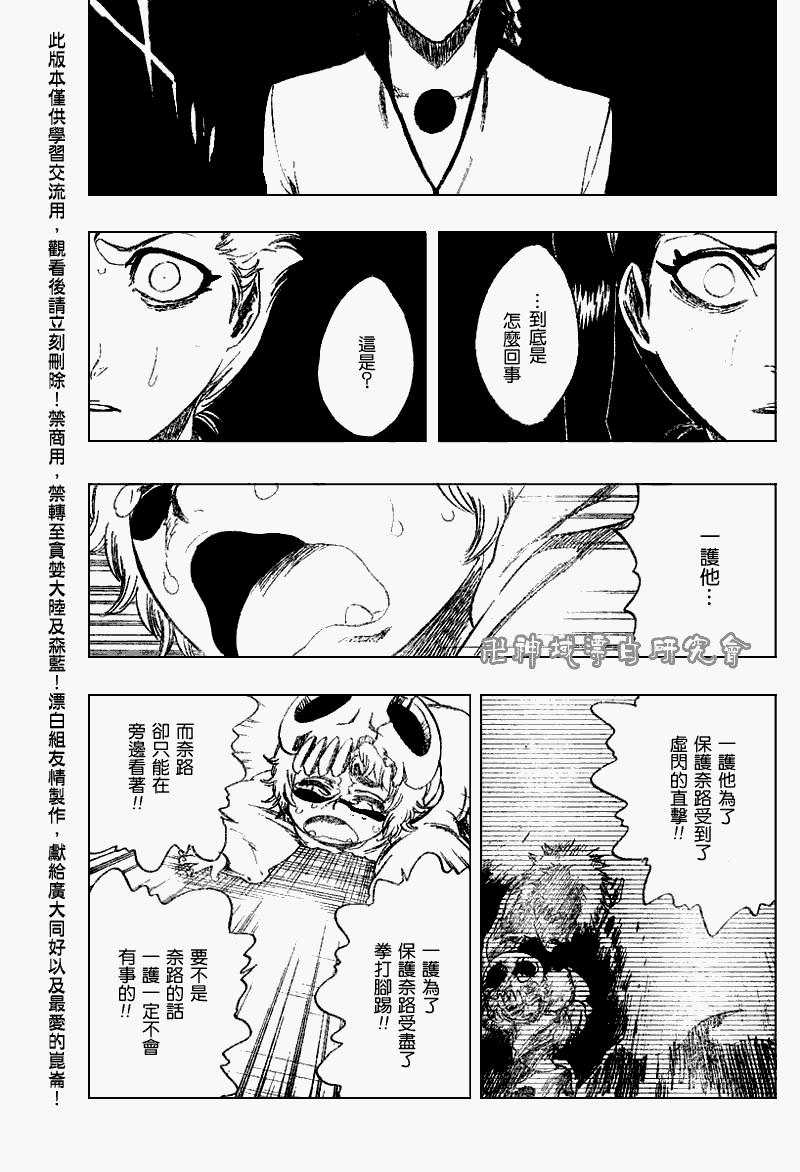 …到底是
怎麼回事
這是？
一護他…
一護他為了
保護奈路受到了
虛閃的直擊!!
一護為了
保護奈路受盡了
拳打腳踢!!
而奈路
卻只能在
旁邊看著!!
要不是
奈路的話
一護一定不會
有事的!!
卍神域漂白研究會
此版本僅供學習交流用，觀看後請立刻刪除！禁商用，禁轉至貪婪大陸及森藍！漂白組友情製作，獻給廣大同好以及最愛的崑崙！